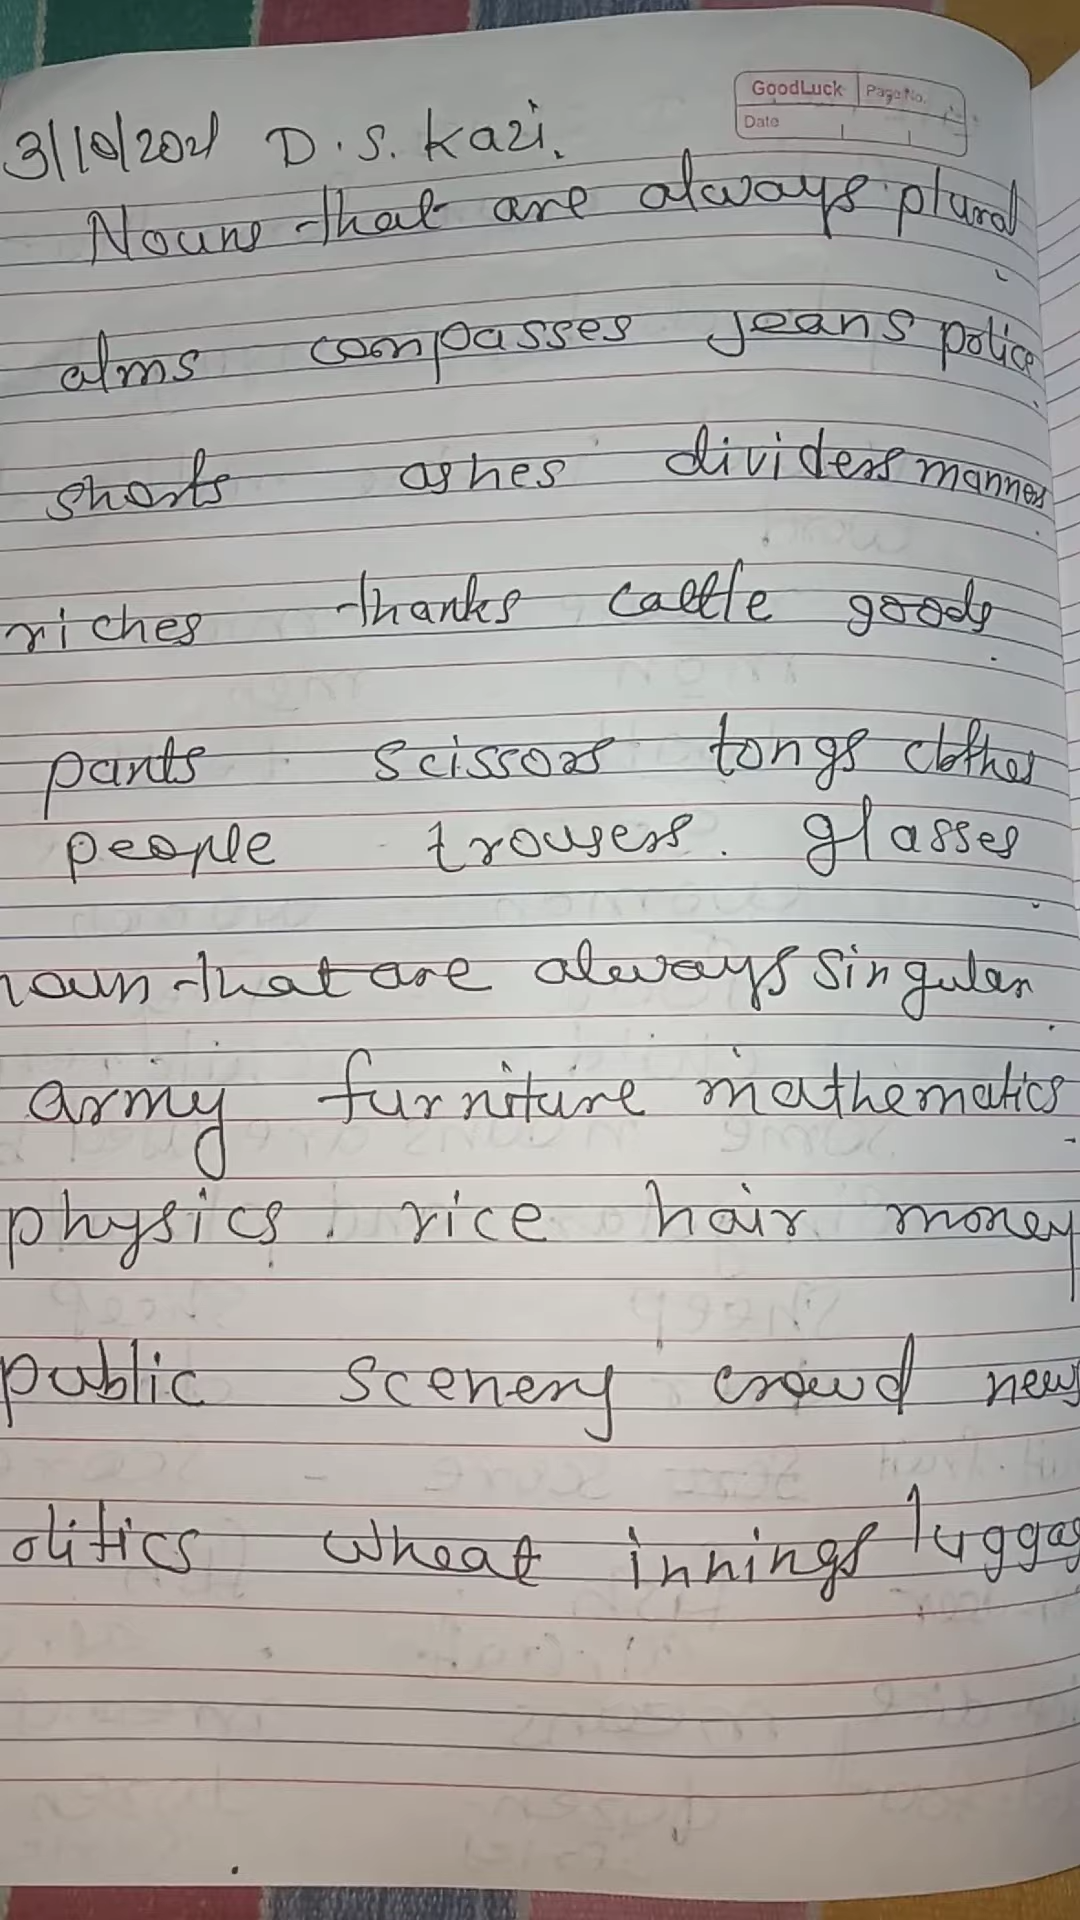 GoodLuck Page No.
Date
3/10/2021 D.S. Kazi.
Nouns that are always plural
alms compasses Jeans police
shorts ashes dividers manners
riches thanks cattle goods
pants scissors tongs clothes
people trousers. glasses
noun that are always singular
army furniture mathematics
physics rice hair money
public scenery crowd news
olitics wheat innings luggag